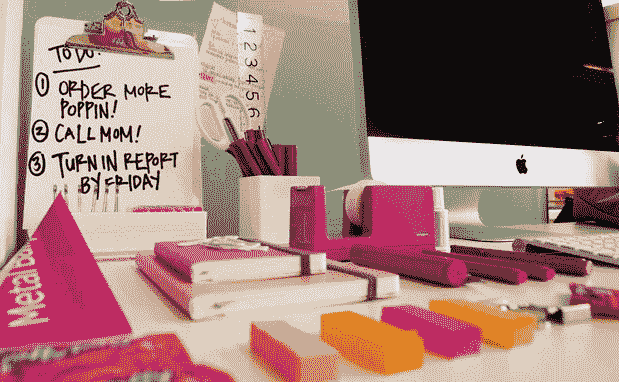 TO DO:
① ORDER MORE
POPPIN!
② CALL MOM!
③ TURN IN REPORT
BY FRIDAY
1 2 3 4 5 6
Metal